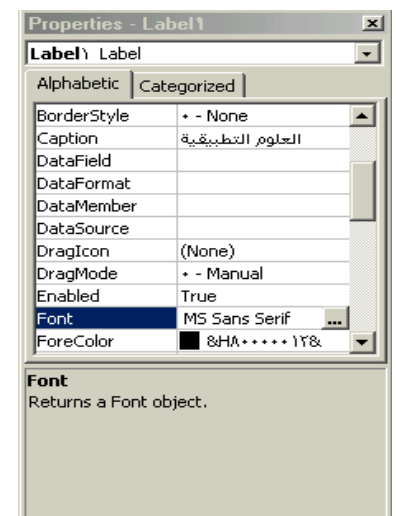 Properties - Label١
Label١ Label
Alphabetic Categorized
BorderStyle ٠ - None
Caption العلوم التطبيقية
DataField
DataFormat
DataMember
DataSource
DragIcon (None)
DragMode ٠ - Manual
Enabled True
Font MS Sans Serif ...
ForeColor &H٨٠٠٠٠٠١٢&
Font
Returns a Font object.